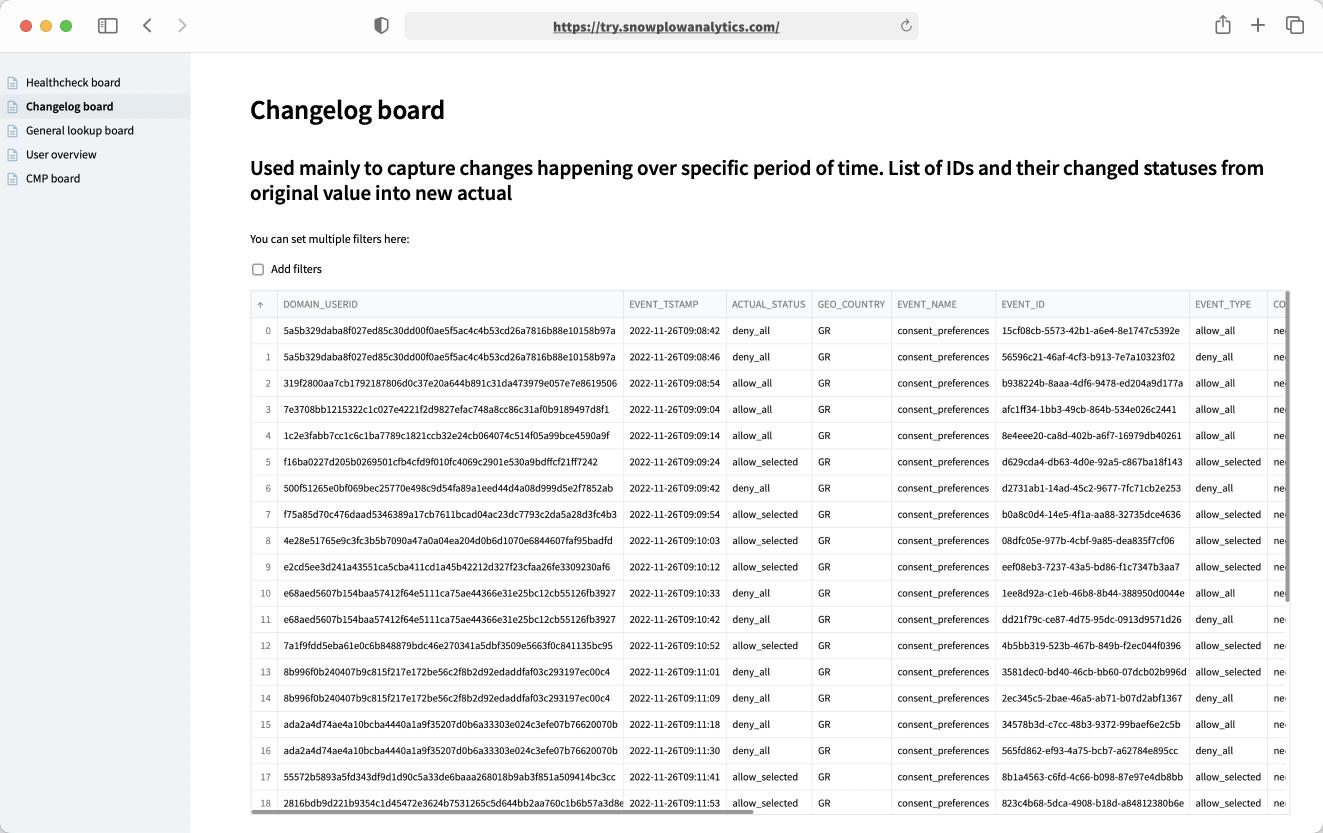 https://try.snowplowanalytics.com/
Healthcheck board
Changelog board
General lookup board
User overview
CMP board
Changelog board
Used mainly to capture changes happening over specific period of time. List of IDs and their changed statuses from
original value into new actual
You can set multiple filters here:
Add filters
↑ DOMAIN_USERID EVENT_TSTAMP ACTUAL_STATUS GEO_COUNTRY EVENT_NAME EVENT_ID EVENT_TYPE CO
0 5a5b329daba8f027ed85c30dd00f0ae5f5ac4c4b53cd26a7816b88e10158b97a 2022-11-26T09:08:42 deny_all GR consent_preferences 15cf08cb-5573-42b1-a6e4-8e1747c5392e allow_all ne
1 5a5b329daba8f027ed85c30dd00f0ae5f5ac4c4b53cd26a7816b88e10158b97a 2022-11-26T09:08:46 deny_all GR consent_preferences 56596c21-46af-4cf3-b913-7e7a10323f02 deny_all ne
2 319f2800aa7cb1792187806d0c37e20a644b891c31da473979e057e7e8619506 2022-11-26T09:08:54 allow_all GR consent_preferences b938224b-8aaa-4df6-9478-ed204a9d177a allow_all ne
3 7e3708bb1215322c1c027e4221f2d9827efac748a8cc86c31af0b9189497d8f1 2022-11-26T09:09:04 allow_all GR consent_preferences afc1ff34-1bb3-49cb-864b-534e026c2441 allow_all ne
4 1c2e3fabb7cc1c6c1ba7789c1821ccb32e24cb064074c514f05a99bce4590a9f 2022-11-26T09:09:14 allow_all GR consent_preferences 8e4eee20-ca8d-402b-a6f7-16979db40261 allow_all ne
5 f16ba0227d205b0269501cfb4cfd9f010fc4069c2901e530a9bdffcf21ff7242 2022-11-26T09:09:24 allow_selected GR consent_preferences d629cda4-db63-4d0e-92a5-c867ba18f143 allow_selected ne
6 500f51265e0bf069bec25770e498c9d54fa89a1eed44d4a08d999d5e2f7852ab 2022-11-26T09:09:42 deny_all GR consent_preferences d2731ab1-14ad-45c2-9677-7fc71cb2e253 deny_all ne
7 f75a85d70c476daad5346389a17cb7611bcad04ac23dc7793c2da5a28d3fc4b3 2022-11-26T09:09:54 allow_selected GR consent_preferences b0a8c0d4-14e5-4f1a-aa88-32735dce4636 allow_selected ne
8 4e28e51765e9c3fc3b5b7090a47a0a04ea204d0b6d1070e6844607faf95badfd 2022-11-26T09:10:03 allow_selected GR consent_preferences 08dfc05e-977b-4cbf-9a85-dea835f7cf06 allow_selected ne
9 e2cd5ee3d241a43551ca5cba411cd1a45b42212d327f23cfaa26fe3309230af6 2022-11-26T09:10:12 allow_selected GR consent_preferences eef08eb3-7237-43a5-bd86-f1c7347b3aa7 allow_selected ne
10 e68aed5607b154baa57412f64e5111ca75ae44366e31e25bc12cb55126fb3927 2022-11-26T09:10:33 deny_all GR consent_preferences 1ee8d92a-c1eb-46b8-8b44-388950d0044e allow_all ne
11 e68aed5607b154baa57412f64e5111ca75ae44366e31e25bc12cb55126fb3927 2022-11-26T09:10:42 deny_all GR consent_preferences dd21f79c-ce87-4d75-95dc-0913d9571d26 deny_all ne
12 7a1f9fdd5eba61e0c6b848879bdc46e270341a5dbf3509e5663f0c841135bc95 2022-11-26T09:10:52 allow_selected GR consent_preferences 4b5bb319-523b-467b-849b-f2ec044f0396 allow_selected ne
13 8b996f0b240407b9c815f217e172be56c2f8b2d92edaddfaf03c293197ec00c4 2022-11-26T09:11:01 deny_all GR consent_preferences 3581dec0-bd40-46cb-bb60-07dcb02b996d allow_selected ne
14 8b996f0b240407b9c815f217e172be56c2f8b2d92edaddfaf03c293197ec00c4 2022-11-26T09:11:09 deny_all GR consent_preferences 2ec345c5-2bae-46a5-ab71-b07d2abf1367 deny_all ne
15 ada2a4d74ae4a10bcba4440a1a9f35207d0b6a33303e024c3efe07b76620070b 2022-11-26T09:11:18 deny_all GR consent_preferences 34578b3d-c7cc-48b3-9372-99baef6e2c5b allow_all ne
16 ada2a4d74ae4a10bcba4440a1a9f35207d0b6a33303e024c3efe07b76620070b 2022-11-26T09:11:30 deny_all GR consent_preferences 565fd862-ef93-4a75-bcb7-a62784e895cc deny_all ne
17 55572b5893a5fd343df9d1d90c5a33de6baaa268018b9ab3f851a509414bc3cc 2022-11-26T09:11:41 allow_selected GR consent_preferences 8b1a4563-c6fd-4c66-b098-87e97e4db8bb allow_selected ne
18 2816bdb9d221b9354c1d45472e3624b7531265c5d644bb2aa760c1b6b57a3d8e 2022-11-26T09:11:53 allow_selected GR consent_preferences 823c4b68-5dca-4908-b18d-a84812380b6e allow_selected ne